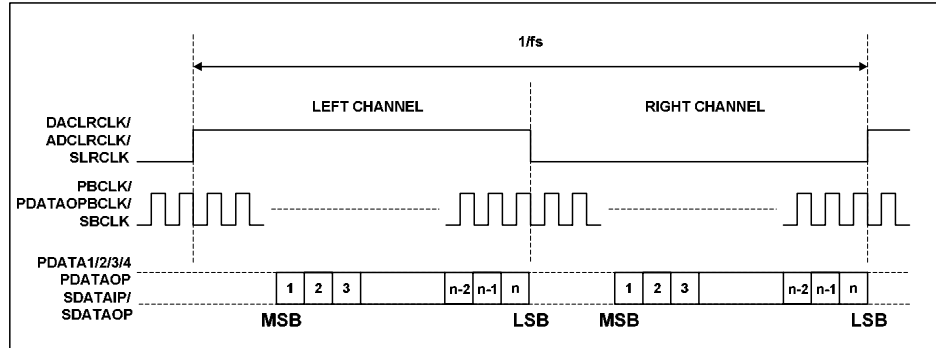 1/fs
LEFT CHANNEL
RIGHT CHANNEL
DACLRCLK/
ADCLRCLK/
SLRCLK
PBCLK/
PDATAOPBCLK/
SBCLK
PDATA1/2/3/4
PDATAOP
SDATAIP/
SDATAOP
1 2 3 n-2 n-1 n 1 2 3 n-2 n-1 n
MSB LSB MSB LSB